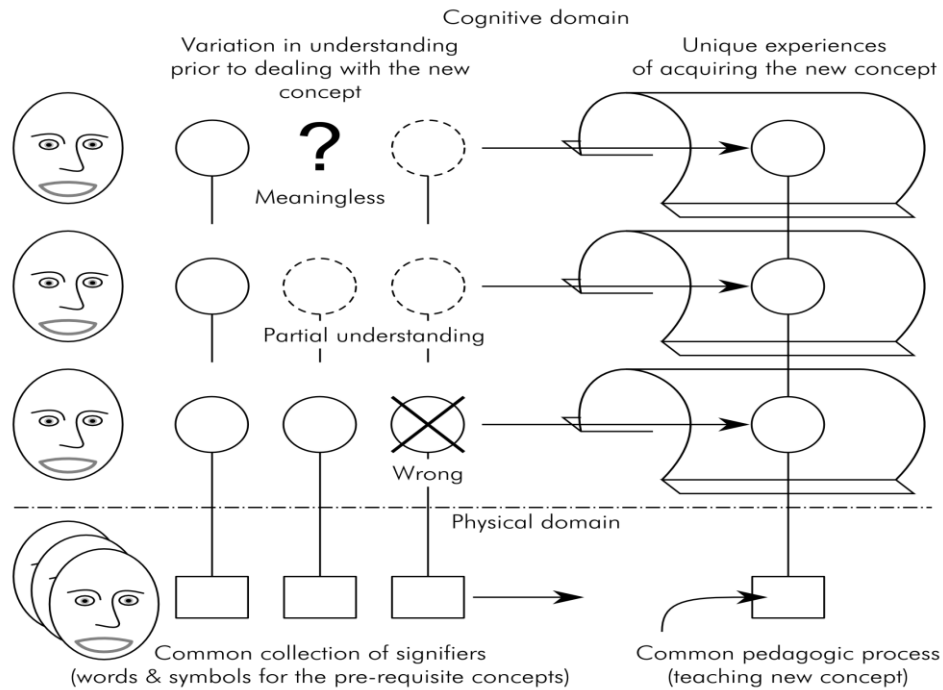 Cognitive domain
Variation in understanding
prior to dealing with the new
concept
Unique experiences
of acquiring the new concept
?
Meaningless
Partial understanding
Wrong
Physical domain
Common collection of signifiers
(words & symbols for the pre-requisite concepts)
Common pedagogic process
(teaching new concept)